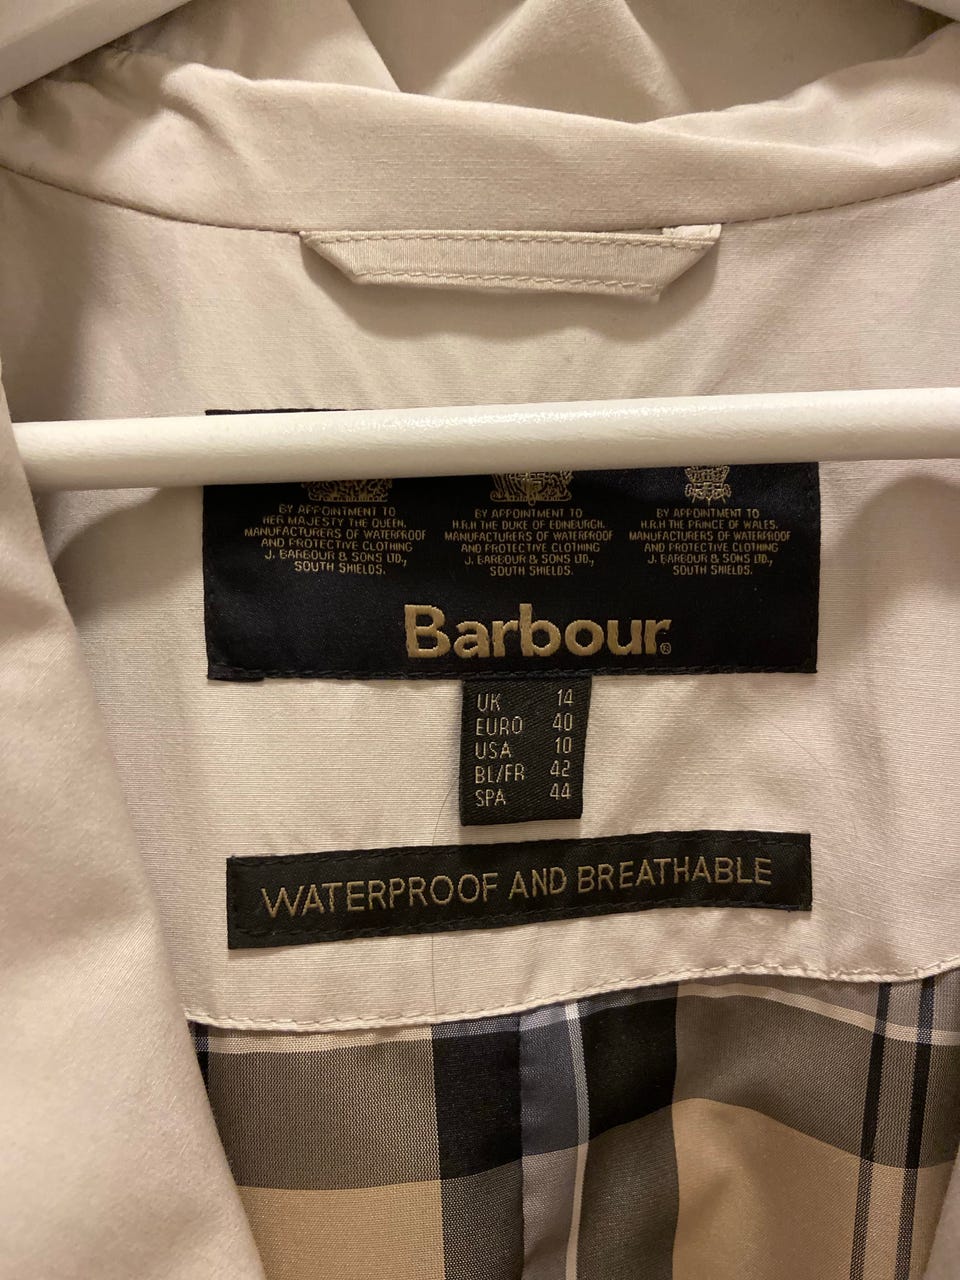 BY APPOINTMENT TO
HER MAJESTY THE QUEEN,
MANUFACTURERS OF WATERPROOF
AND PROTECTIVE CLOTHING
J. BARBOUR & SONS LTD.,
SOUTH SHIELDS.
BY APPOINTMENT TO
H.R.H THE DUKE OF EDINBURGH,
MANUFACTURERS OF WATERPROOF
AND PROTECTIVE CLOTHING
J. BARBOUR & SONS LTD.,
SOUTH SHIELDS.
BY APPOINTMENT TO
H.R.H THE PRINCE OF WALES,
MANUFACTURERS OF WATERPROOF
AND PROTECTIVE CLOTHING
J. BARBOUR & SONS LTD.,
SOUTH SHIELDS.
Barbour®
UK 14
EURO 40
USA 10
BL/FR 42
SPA 44
WATERPROOF AND BREATHABLE